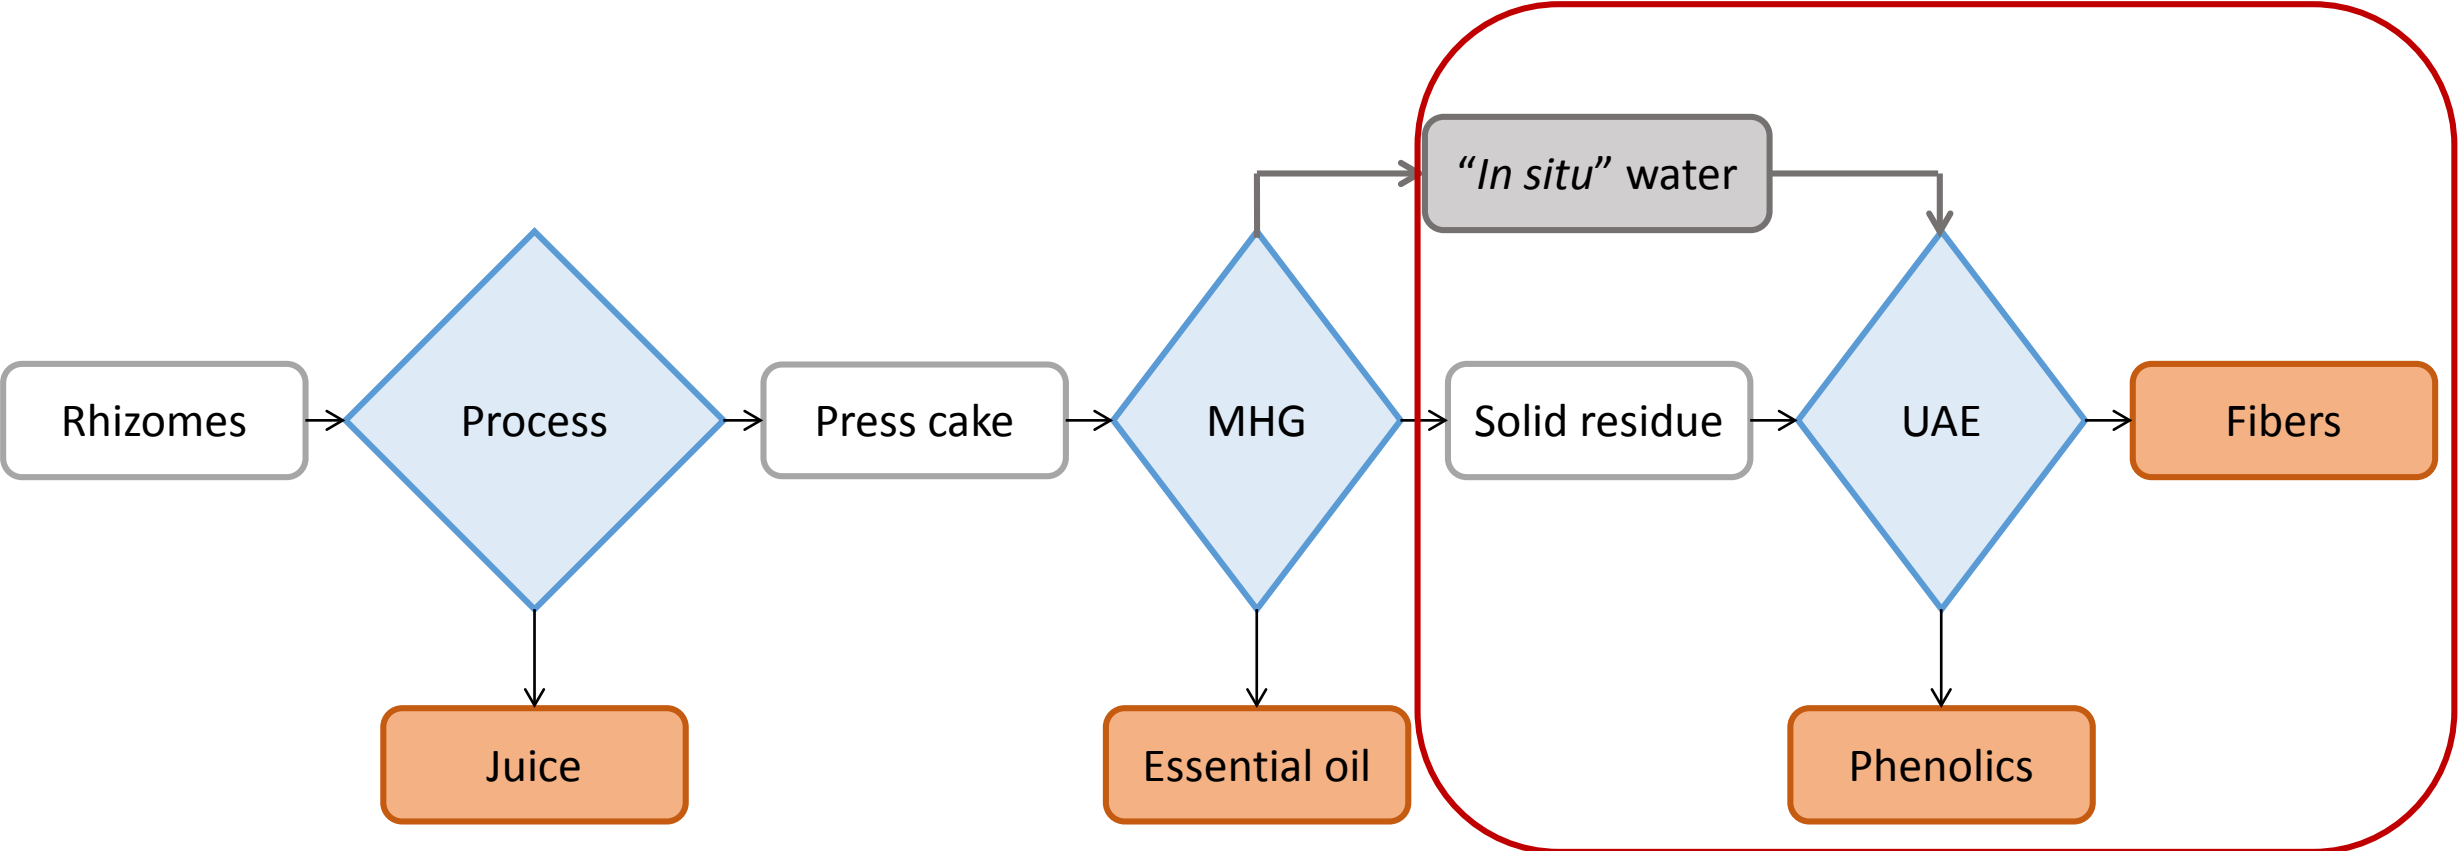 “In situ” water
Rhizomes
Process
Press cake
MHG
Solid residue
UAE
Fibers
Juice
Essential oil
Phenolics